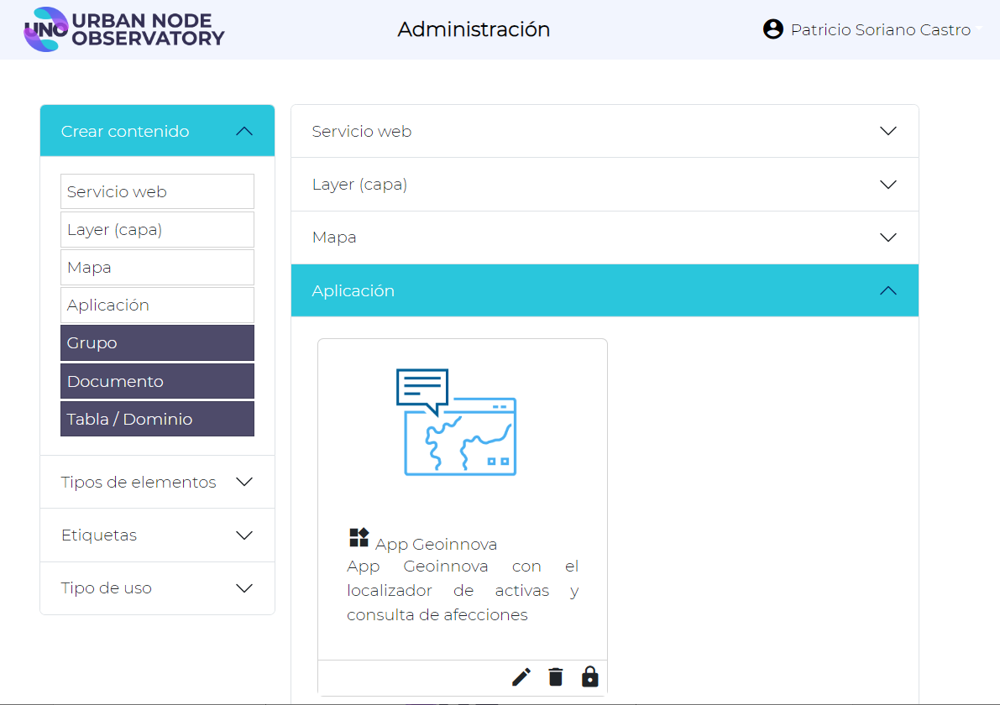 UNO URBAN NODE
OBSERVATORY
Administración
Patricio Soriano Castro
Crear contenido
Servicio web
Layer (capa)
Mapa
Aplicación
Grupo
Documento
Tabla / Dominio
Tipos de elementos
Etiquetas
Tipo de uso
Servicio web
Layer (capa)
Mapa
Aplicación
App Geoinnova
App Geoinnova con el
localizador de activas y
consulta de afecciones